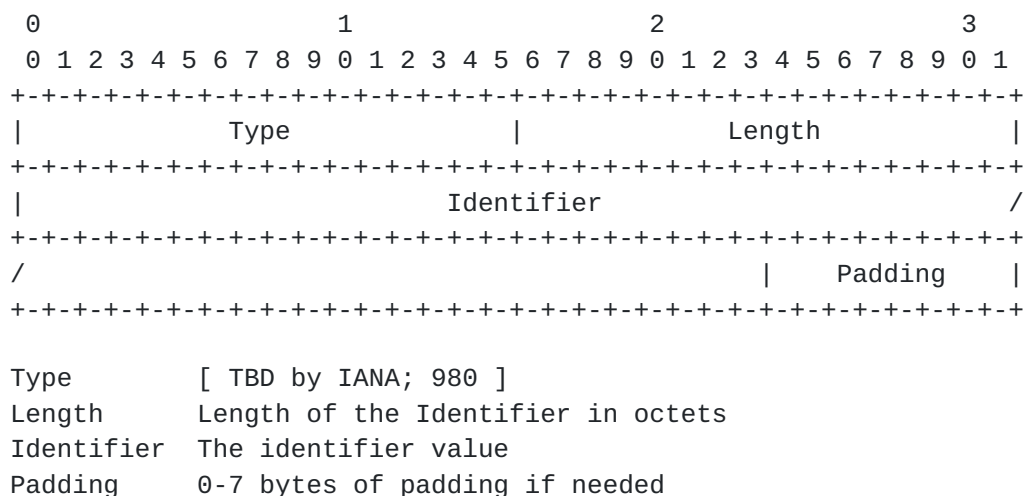 0                   1                   2                   3
 0 1 2 3 4 5 6 7 8 9 0 1 2 3 4 5 6 7 8 9 0 1 2 3 4 5 6 7 8 9 0 1
+-+-+-+-+-+-+-+-+-+-+-+-+-+-+-+-+-+-+-+-+-+-+-+-+-+-+-+-+-+-+-+-+
|             Type              |             Length            |
+-+-+-+-+-+-+-+-+-+-+-+-+-+-+-+-+-+-+-+-+-+-+-+-+-+-+-+-+-+-+-+-+
|                           Identifier                          /
+-+-+-+-+-+-+-+-+-+-+-+-+-+-+-+-+-+-+-+-+-+-+-+-+-+-+-+-+-+-+-+-+
/                                               |    Padding    |
+-+-+-+-+-+-+-+-+-+-+-+-+-+-+-+-+-+-+-+-+-+-+-+-+-+-+-+-+-+-+-+-+
Type        [ TBD by IANA; 980 ]
Length      Length of the Identifier in octets
Identifier  The identifier value
Padding     0-7 bytes of padding if needed